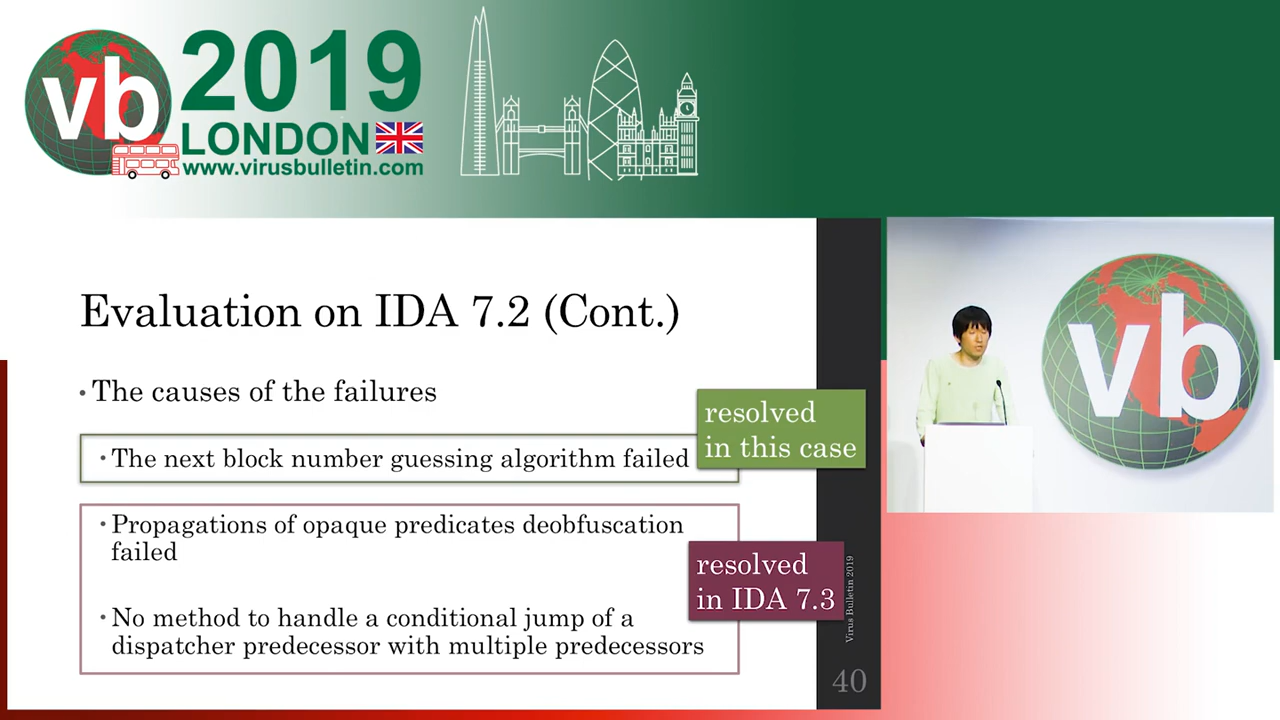 vb
2019
LONDON
www.virusbulletin.com
Evaluation on IDA 7.2 (Cont.)
• The causes of the failures
resolved
in this case
• The next block number guessing algorithm failed
• Propagations of opaque predicates deobfuscation
failed
resolved
in IDA 7.3
• No method to handle a conditional jump of a
dispatcher predecessor with multiple predecessors
Virus Bulletin 2019
40
vb